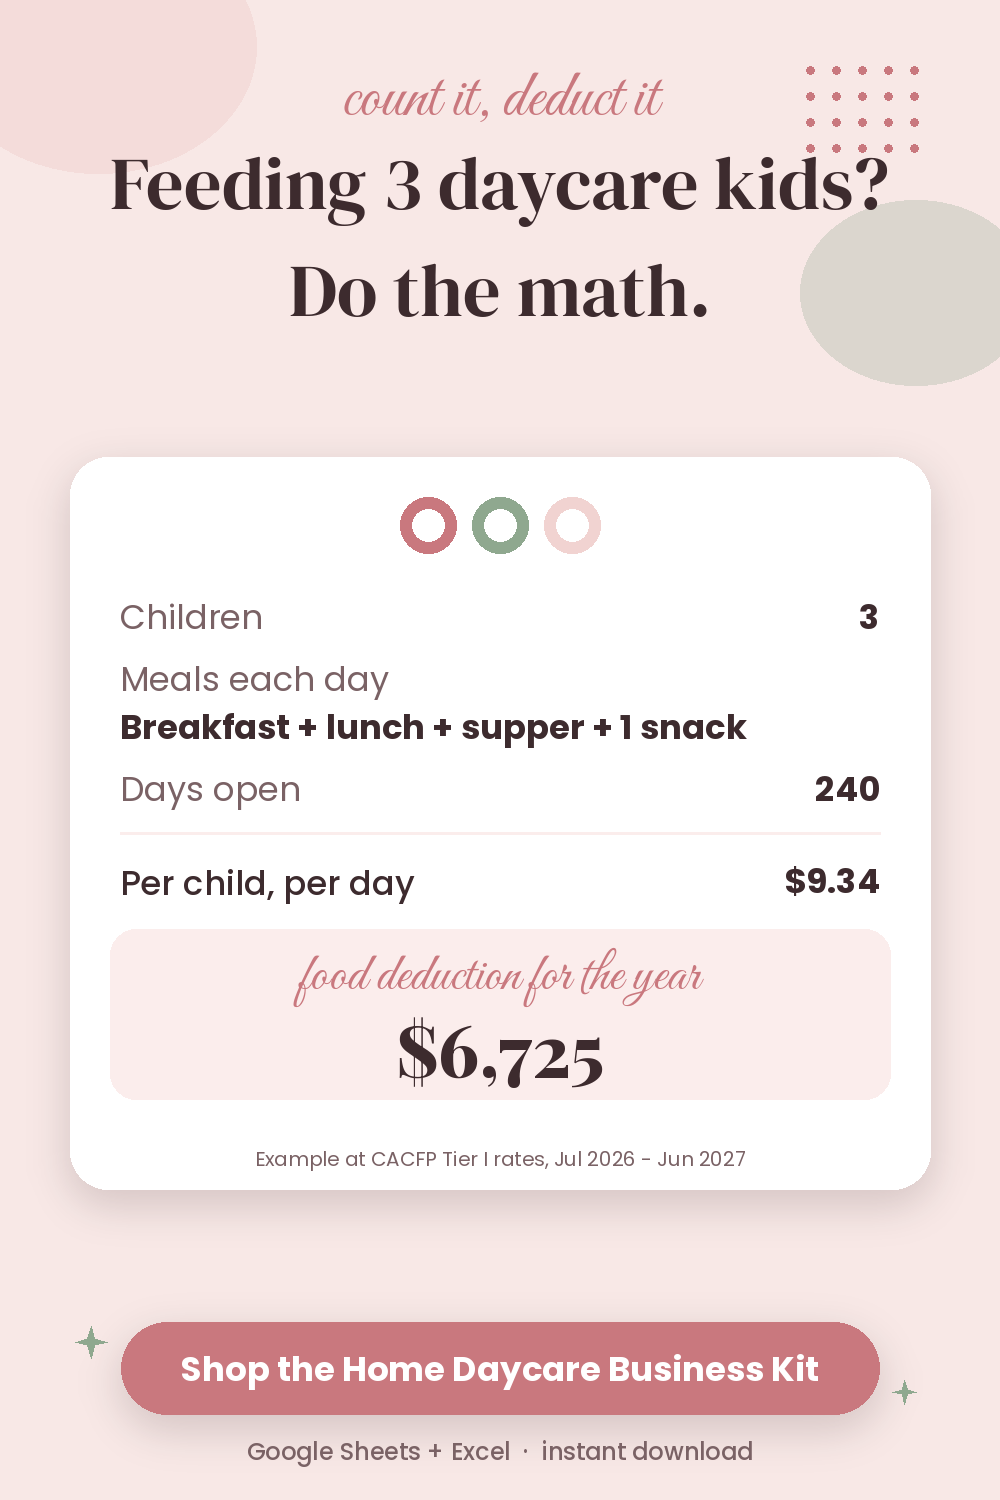 count it, deduct it
Feeding 3 daycare kids?
Do the math.
Children 3
Meals each day
Breakfast + lunch + supper + 1 snack
Days open 240
Per child, per day $9.34
food deduction for the year
$6,725
Example at CACFP Tier I rates, Jul 2026 - Jun 2027
Shop the Home Daycare Business Kit
Google Sheets + Excel · instant download